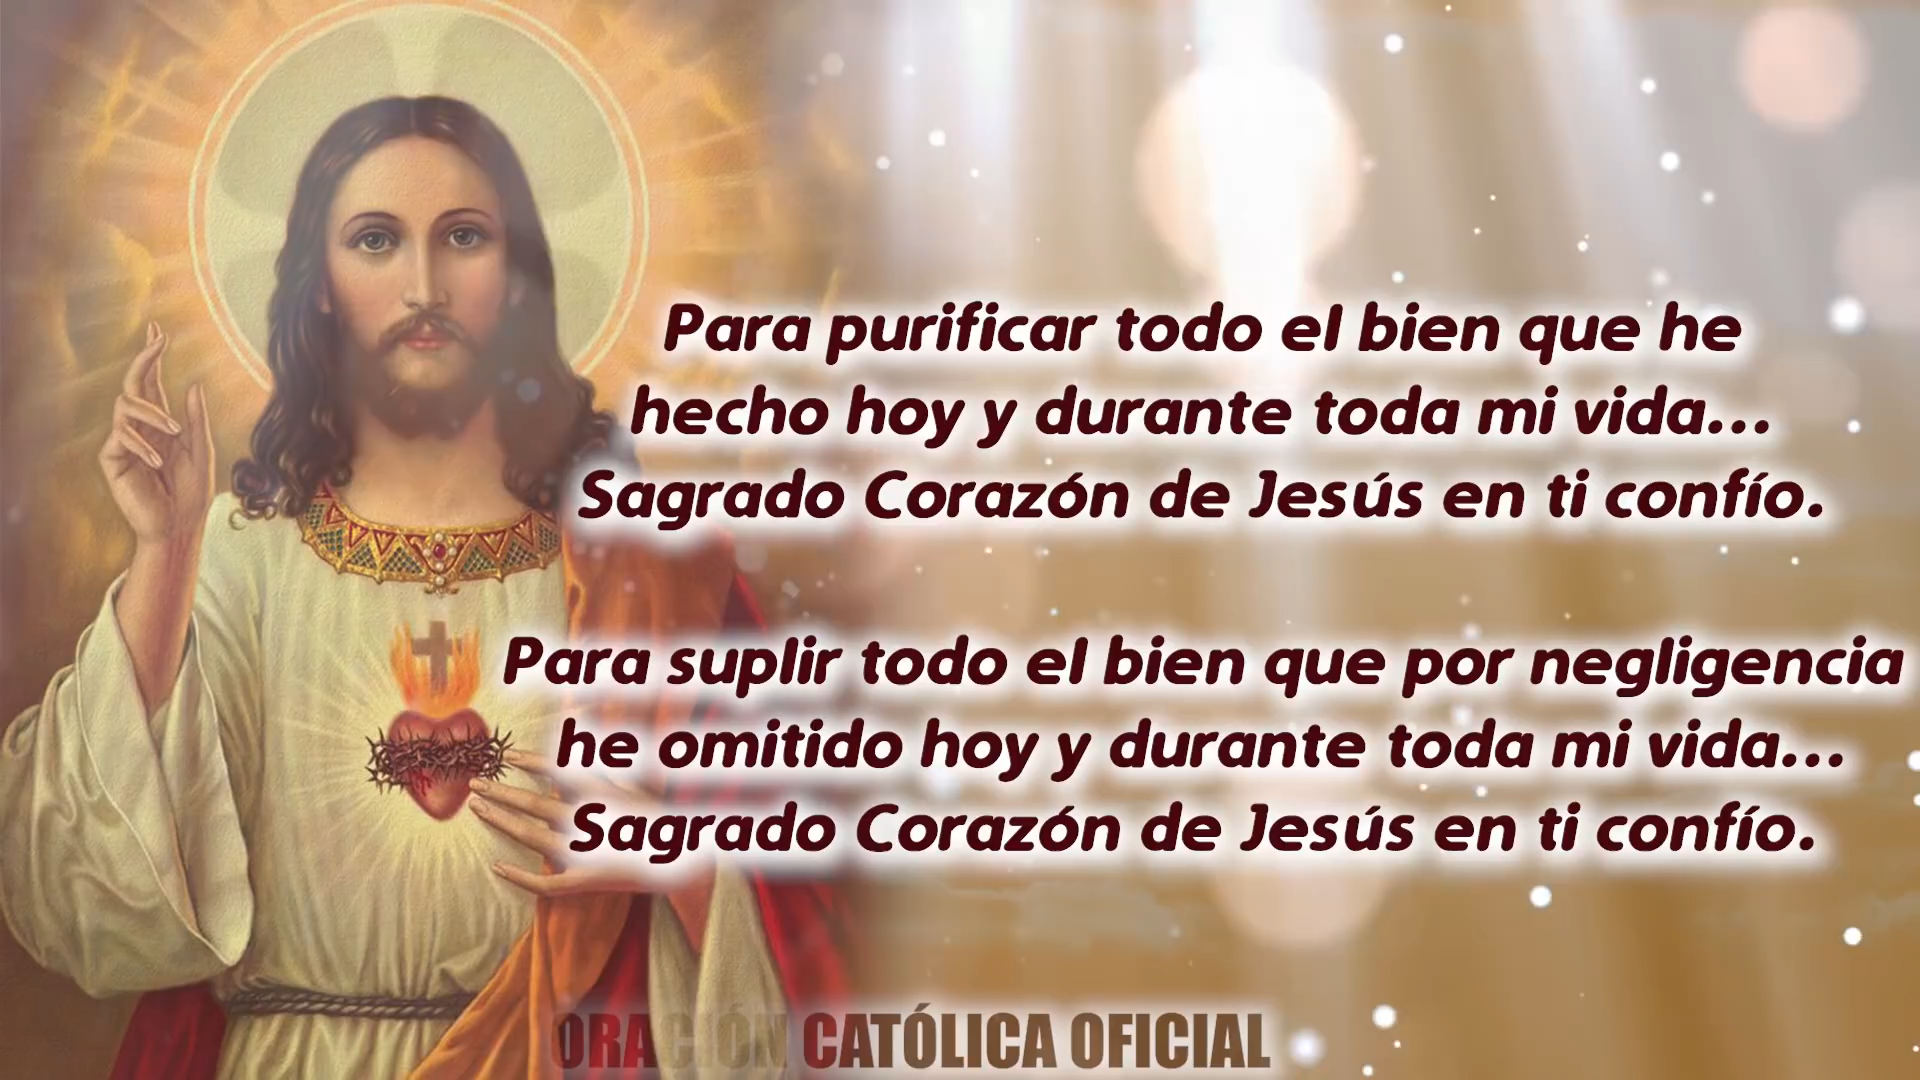 Para purificar todo el bien que he
hecho hoy y durante toda mi vida...
Sagrado Corazón de Jesús en ti confío.
Para suplir todo el bien que por negligencia
he omitido hoy y durante toda mi vida...
Sagrado Corazón de Jesús en ti confío.
ORACIÓN CATÓLICA OFICIAL